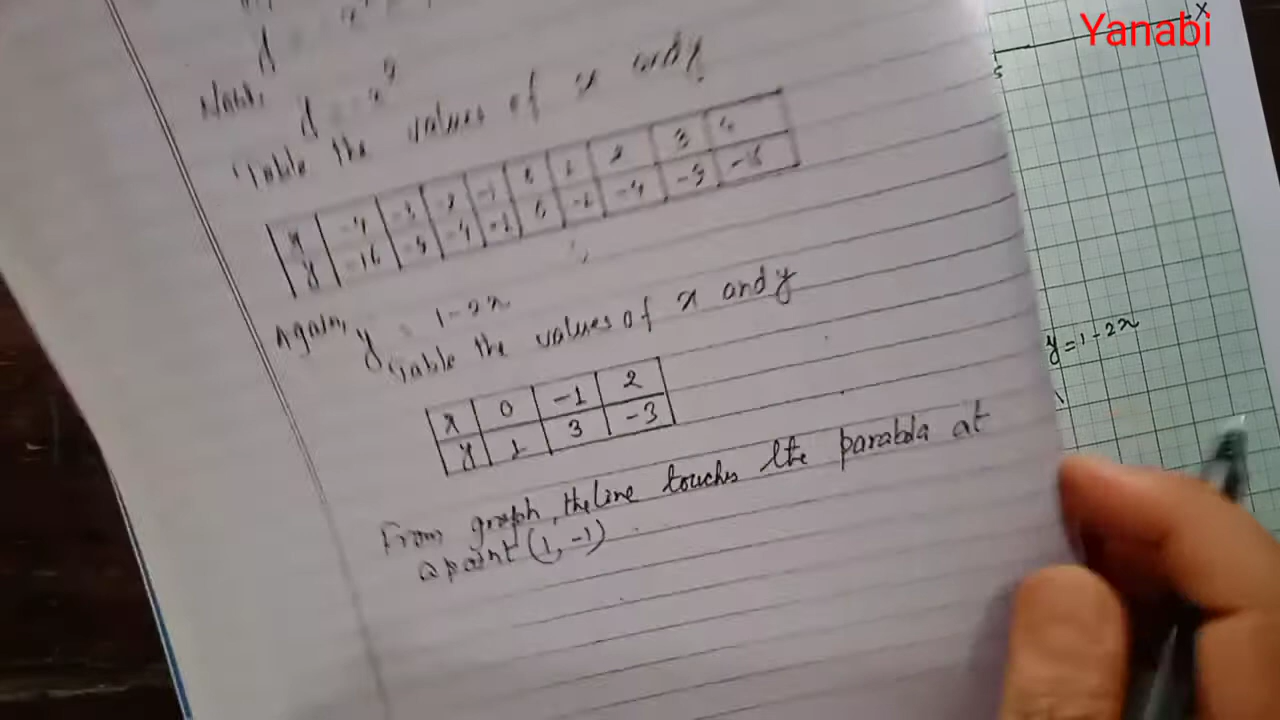 Yanabi
x
5
Table the values of x and y
x -4 -3 -2 -1 0 1 2 3 4
y -16 -9 -4 -1 0 -1 -4 -9 -16
Again, y = 1-2x
Table the values of x and y
x 0 -1 2
y 1 3 -3
From graph, the line touches the parabola at
a point (1, -1)
y = 1-2x